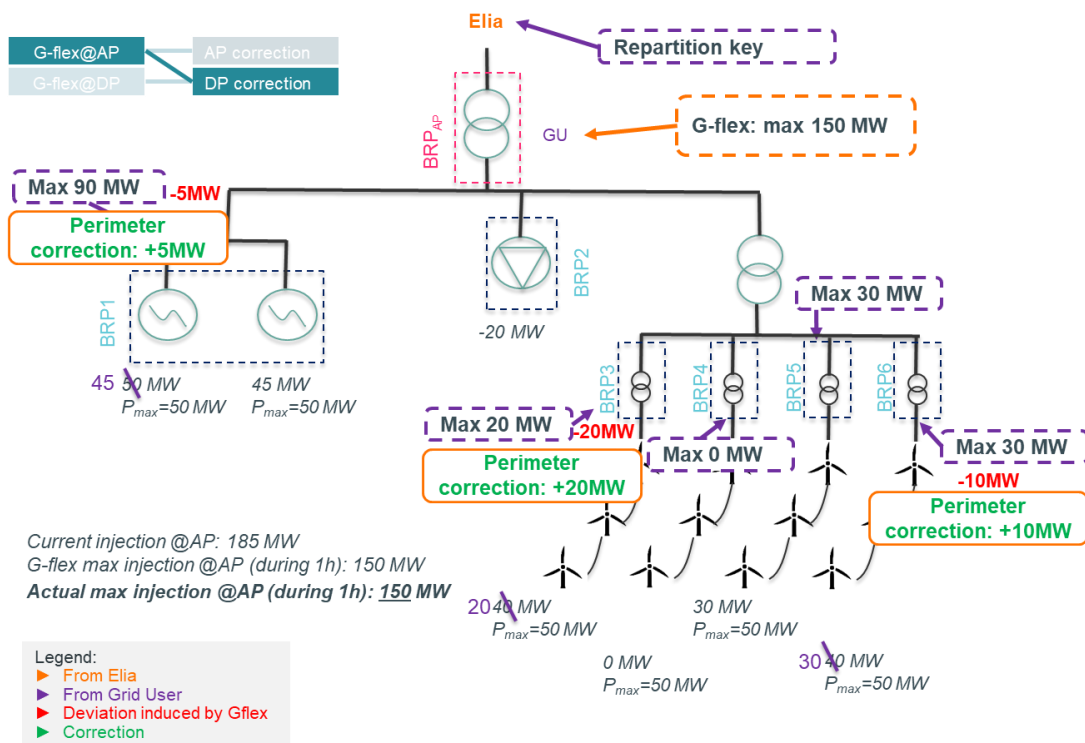 Elia
Repartition key
G-flex@AP
AP correction
G-flex@DP
DP correction
BRPAP
GU
G-flex: max 150 MW
Max 90 MW
-5MW
Perimeter
correction: +5MW
BRP1
BRP2
-20 MW
Max 30 MW
45
50 MW
Pmax=50 MW
45 MW
Pmax=50 MW
BRP3
BRP4
BRP5
BRP6
Max 20 MW
-20MW
Max 0 MW
Max 30 MW
Perimeter
correction: +20MW
-10MW
Perimeter
correction: +10MW
Current injection @AP: 185 MW
G-flex max injection @AP (during 1h): 150 MW
Actual max injection @AP (during 1h): 150 MW
20
40 MW
Pmax=50 MW
30 MW
Pmax=50 MW
0 MW
Pmax=50 MW
30
40 MW
Pmax=50 MW
Legend:
From Elia
From Grid User
Deviation induced by Gflex
Correction